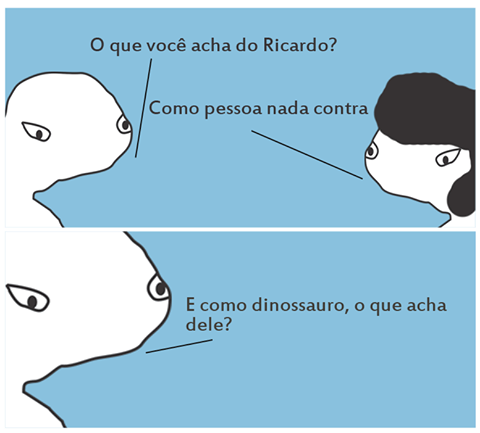 O que você acha do Ricardo?
Como pessoa nada contra
E como dinossauro, o que acha
dele?